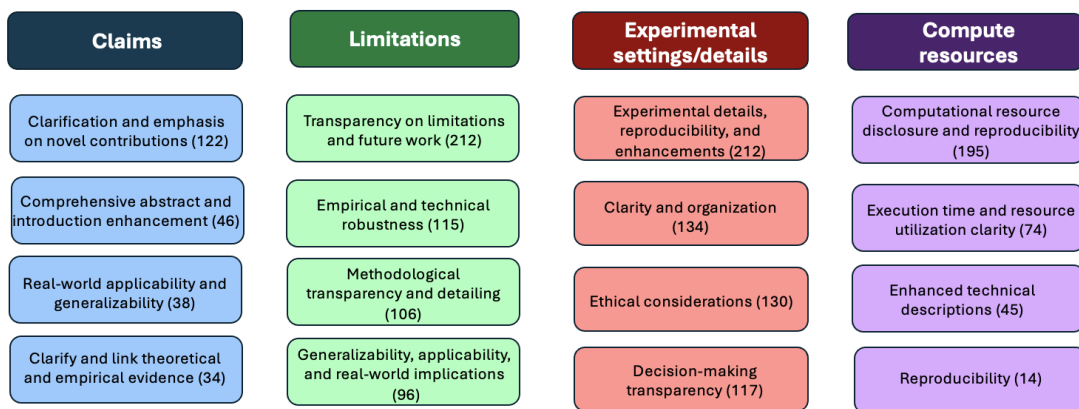 Claims
Clarification and emphasis
on novel contributions (122)
Comprehensive abstract and
introduction enhancement (46)
Real-world applicability and
generalizability (38)
Clarify and link theoretical
and empirical evidence (34)
Limitations
Transparency on limitations
and future work (212)
Empirical and technical
robustness (115)
Methodological
transparency and detailing
(106)
Generalizability, applicability,
and real-world implications
(96)
Experimental
settings/details
Experimental details,
reproducibility, and
enhancements (212)
Clarity and organization
(134)
Ethical considerations (130)
Decision-making
transparency (117)
Compute
resources
Computational resource
disclosure and reproducibility
(195)
Execution time and resource
utilization clarity (74)
Enhanced technical
descriptions (45)
Reproducibility (14)